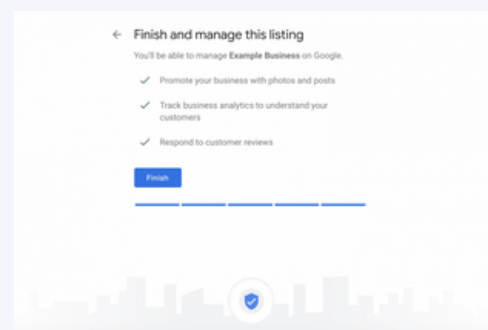 Finish and manage this listing
You'll be able to manage Example Business on Google.
Promote your business with photos and posts
Track business analytics to understand your
customers
Respond to customer reviews
Finish